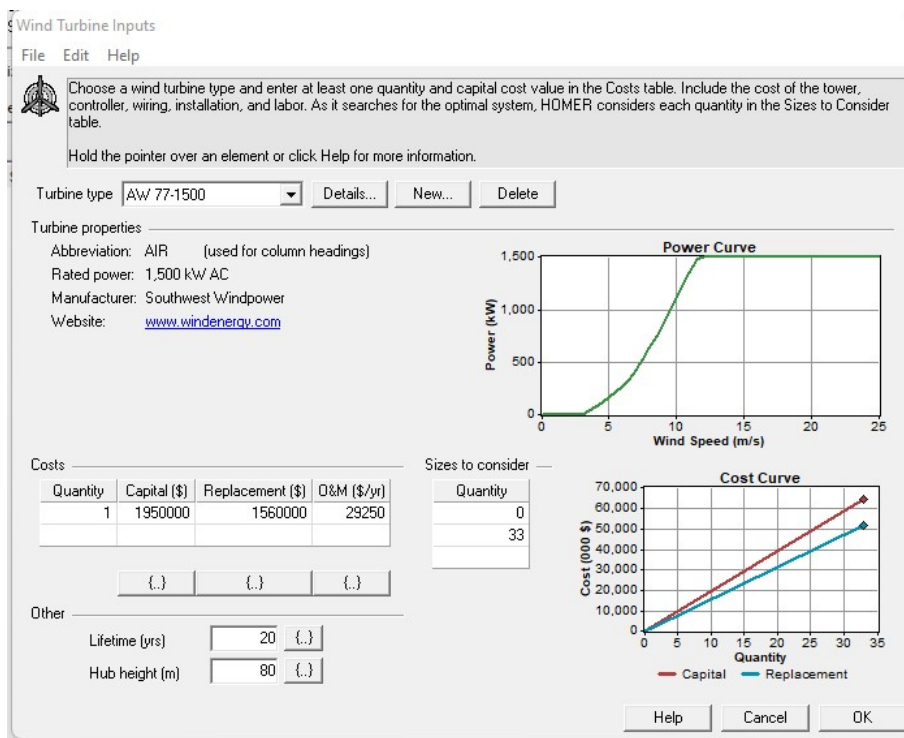 Wind Turbine Inputs
File Edit Help
Choose a wind turbine type and enter at least one quantity and capital cost value in the Costs table. Include the cost of the tower,
controller, wiring, installation, and labor. As it searches for the optimal system, HOMER considers each quantity in the Sizes to Consider
table.
Hold the pointer over an element or click Help for more information.
Turbine type AW 77-1500 Details... New... Delete
Turbine properties
Abbreviation: AIR (used for column headings)
Rated power: 1,500 kW AC
Manufacturer: Southwest Windpower
Website: www.windenergy.com
Power Curve
Power (kW)
1,500
1,000
500
0
0 5 10 15 20 25
Wind Speed (m/s)
Costs
Quantity Capital ($) Replacement ($) O&M ($/yr)
1 1950000 1560000 29250
{..} {..} {..}
Sizes to consider
Quantity
0
33
Cost Curve
Cost (000 $)
70,000
60,000
50,000
40,000
30,000
20,000
10,000
0
0 5 10 15 20 25 30 35
Quantity
Capital Replacement
Other
Lifetime (yrs) 20 {..}
Hub height (m) 80 {..}
Help Cancel OK